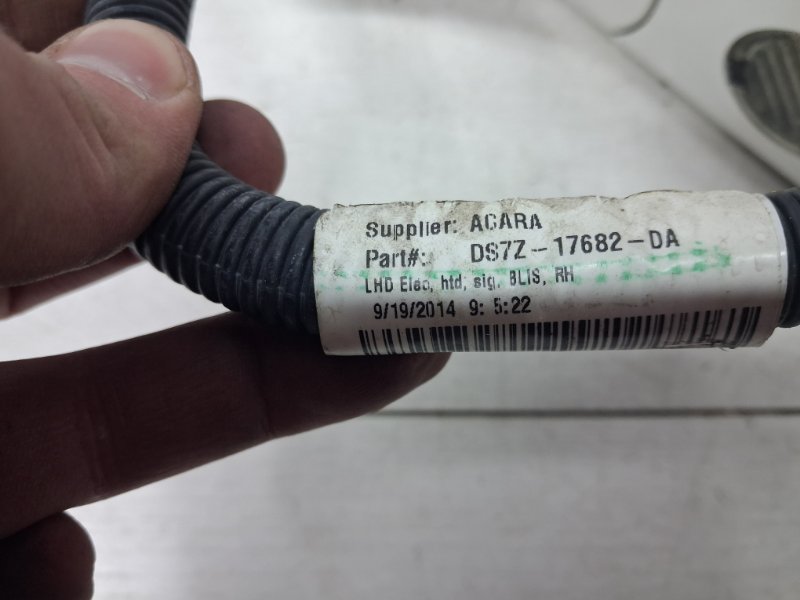 Supplier: ACARA
Part#: DS7Z-17682-DA
LHD Elec, htd, sig, BLIS, RH
9/19/2014 9: 5:22